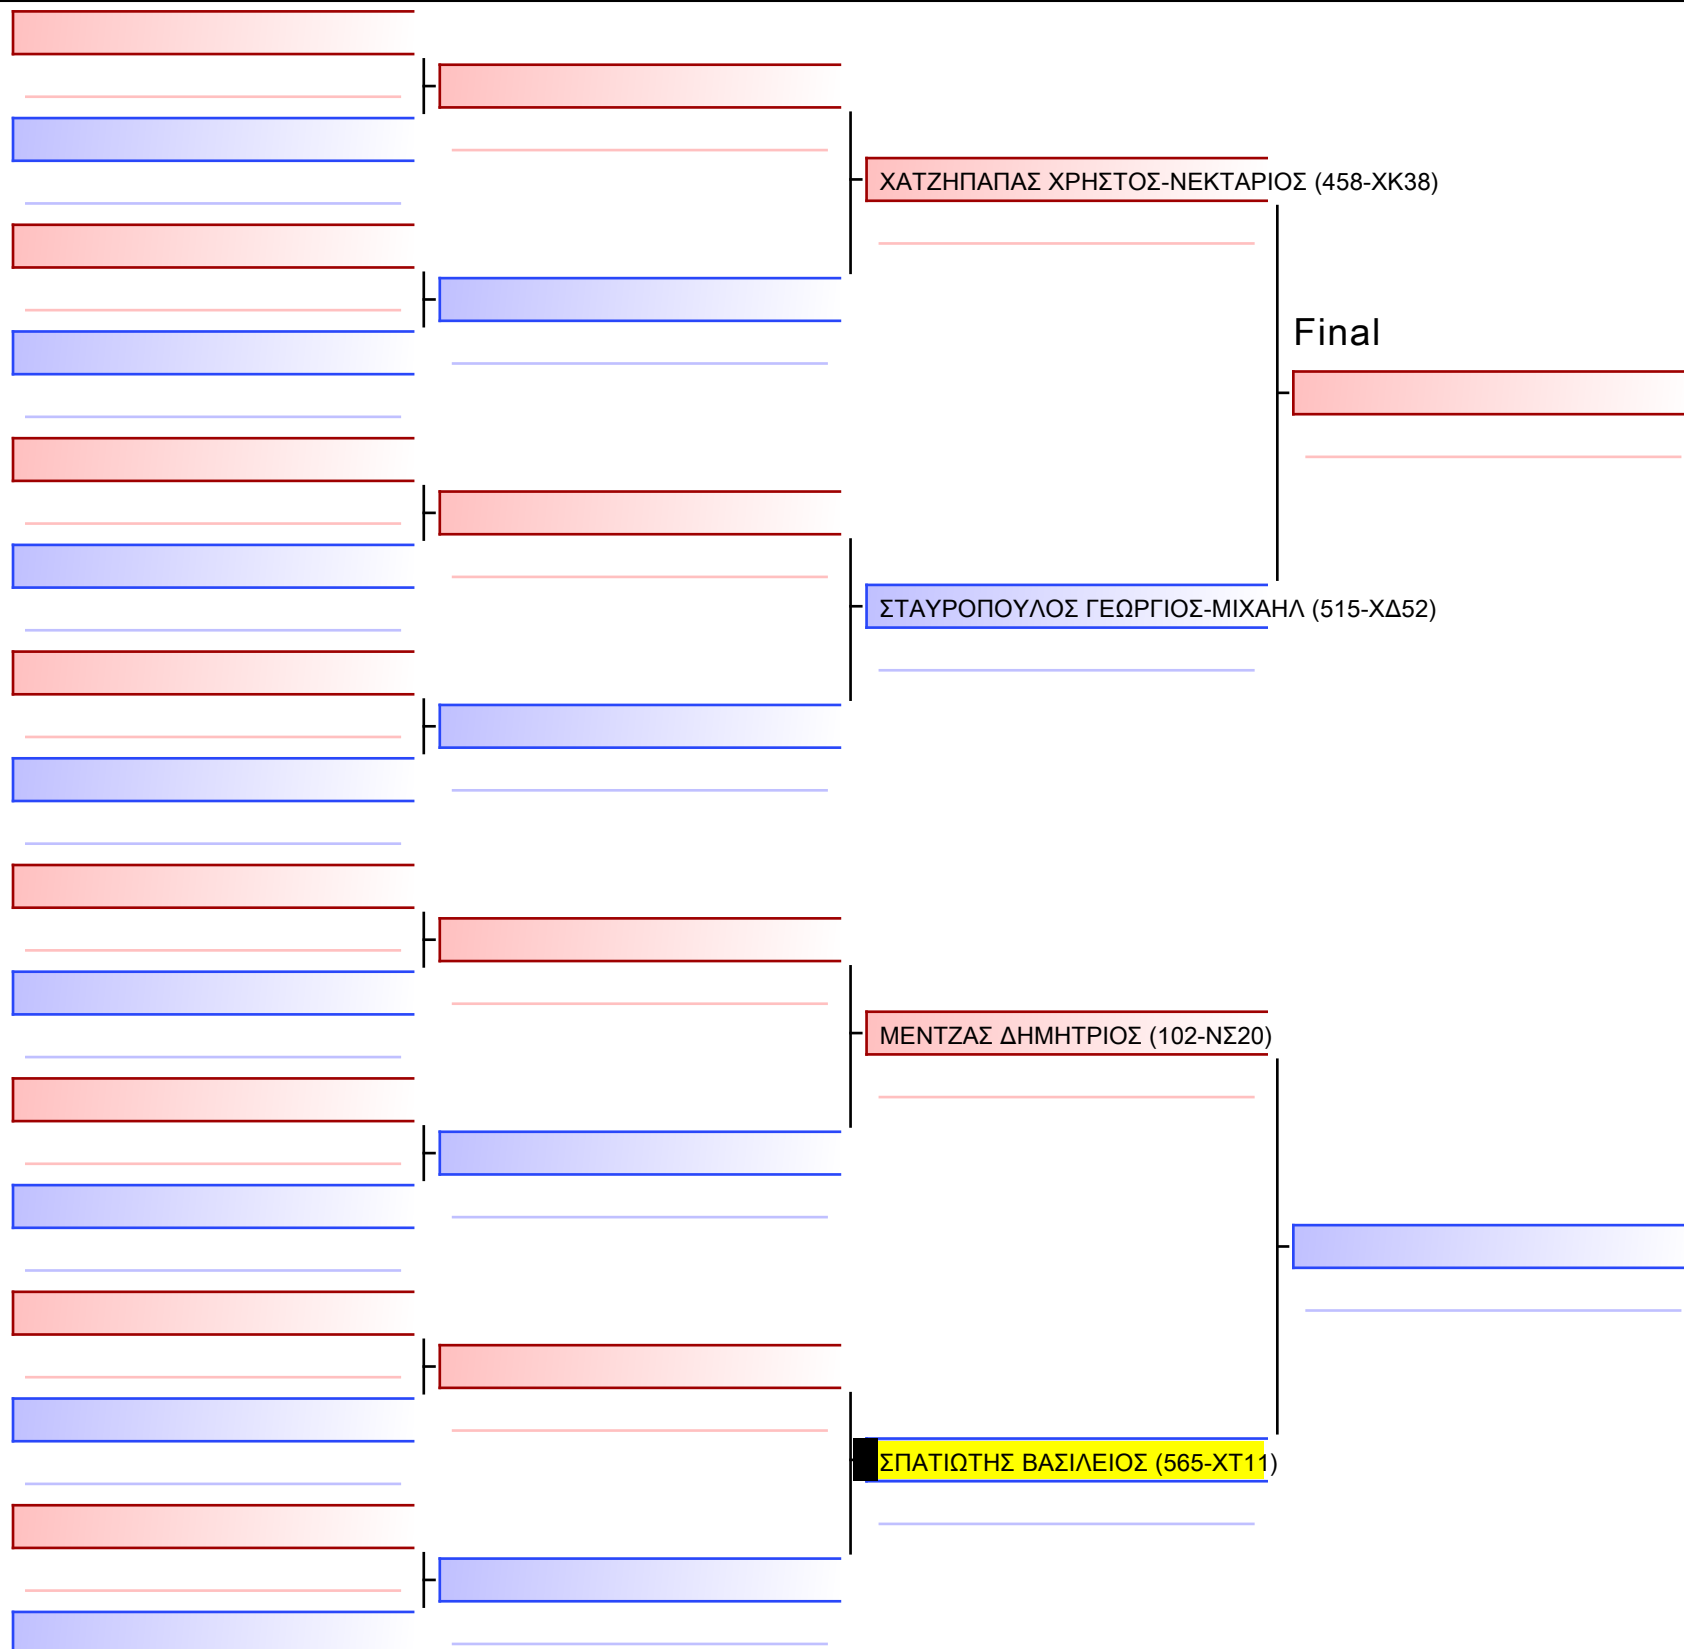 ΧΑΤΖΗΠΑΠΑΣ ΧΡΗΣΤΟΣ-ΝΕΚΤΑΡΙΟΣ (458-ΧΚ38)
Final
ΣΤΑΥΡΟΠΟΥΛΟΣ ΓΕΩΡΓΙΟΣ-ΜΙΧΑΗΛ (515-ΧΔ52)
ΜΕΝΤΖΑΣ ΔΗΜΗΤΡΙΟΣ (102-ΝΣ20)
ΣΠΑΤΙΩΤΗΣ ΒΑΣΙΛΕΙΟΣ (565-ΧΤ11)